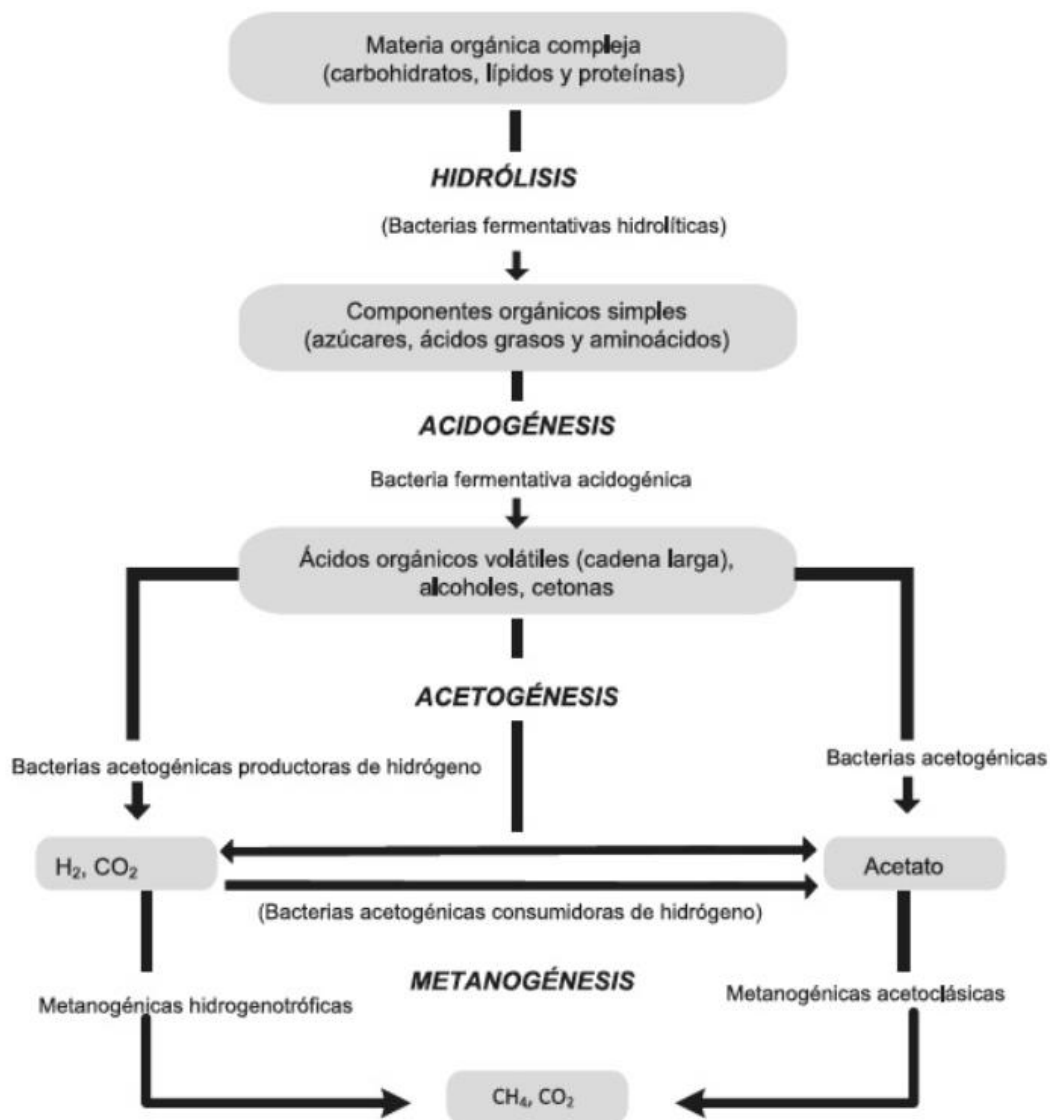 Materia orgánica compleja
(carbohidratos, lípidos y proteínas)
HIDRÓLISIS
(Bacterias fermentativas hidrolíticas)
Componentes orgánicos simples
(azúcares, ácidos grasos y aminoácidos)
ACIDOGÉNESIS
Bacteria fermentativa acidogénica
Ácidos orgánicos volátiles (cadena larga),
alcoholes, cetonas
ACETOGÉNESIS
Bacterias acetogénicas productoras de hidrógeno
Bacterias acetogénicas
H₂, CO₂
Acetato
(Bacterias acetogénicas consumidoras de hidrógeno)
METANOGÉNESIS
Metanogénicas hidrogenotróficas
Metanogénicas acetoclásicas
CH₄, CO₂